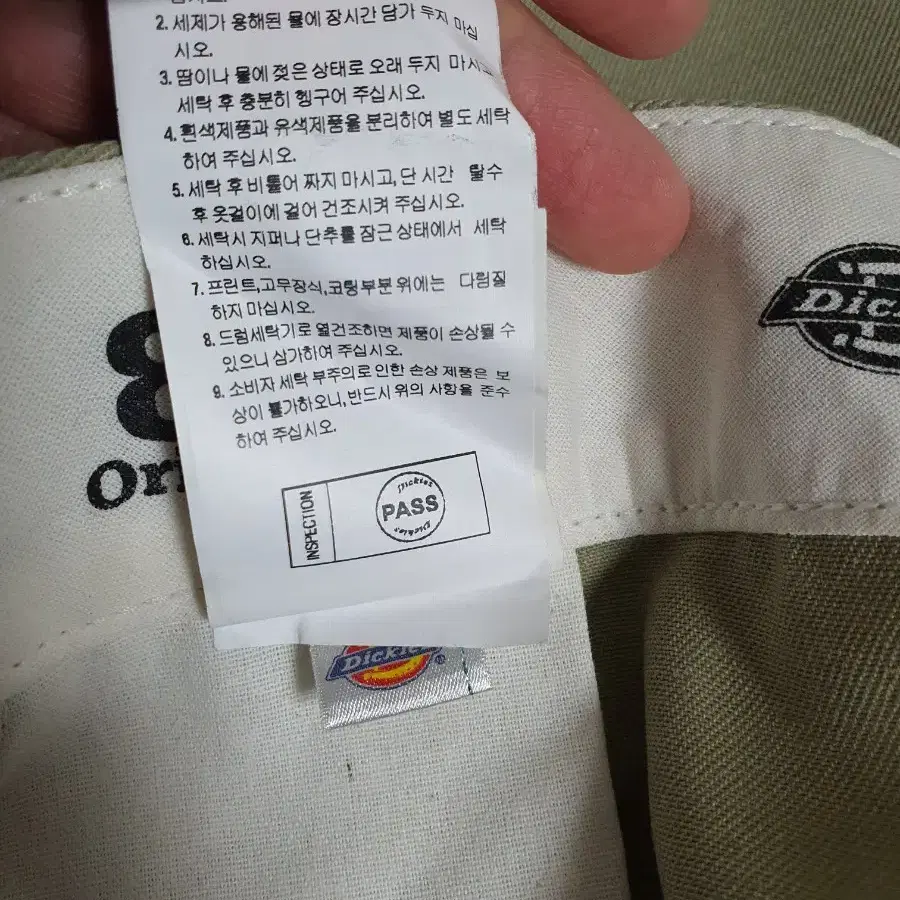 2. 세제가 용해된 물에 장시간 담가 두지 마십
시오.
3. 땀이나 물에 젖은 상태로 오래 두지 마시고
세탁 후 충분히 헹구어 주십시오.
4. 흰색제품과 유색제품을 분리하여 별도 세탁
하여 주십시오.
5. 세탁 후 비틀어 짜지 마시고, 단 시간 탈수
후 옷걸이에 걸어 건조시켜 주십시오.
6. 세탁시 지퍼나 단추를 잠근 상태에서 세탁
하십시오.
7. 프린트,고무장식,코팅부분 위에는 다림질
하지 마십시오.
8. 드럼세탁기로 열건조하면 제품이 손상될 수
있으니 삼가하여 주십시오.
9. 소비자 세탁 부주의로 인한 손상 제품은 보
상이 불가하오니,반드시 위의 사항을 준수
하여 주십시오.
INSPECTION
Dickies
PASS
Dickies
8
Ori
Dickies
Dick